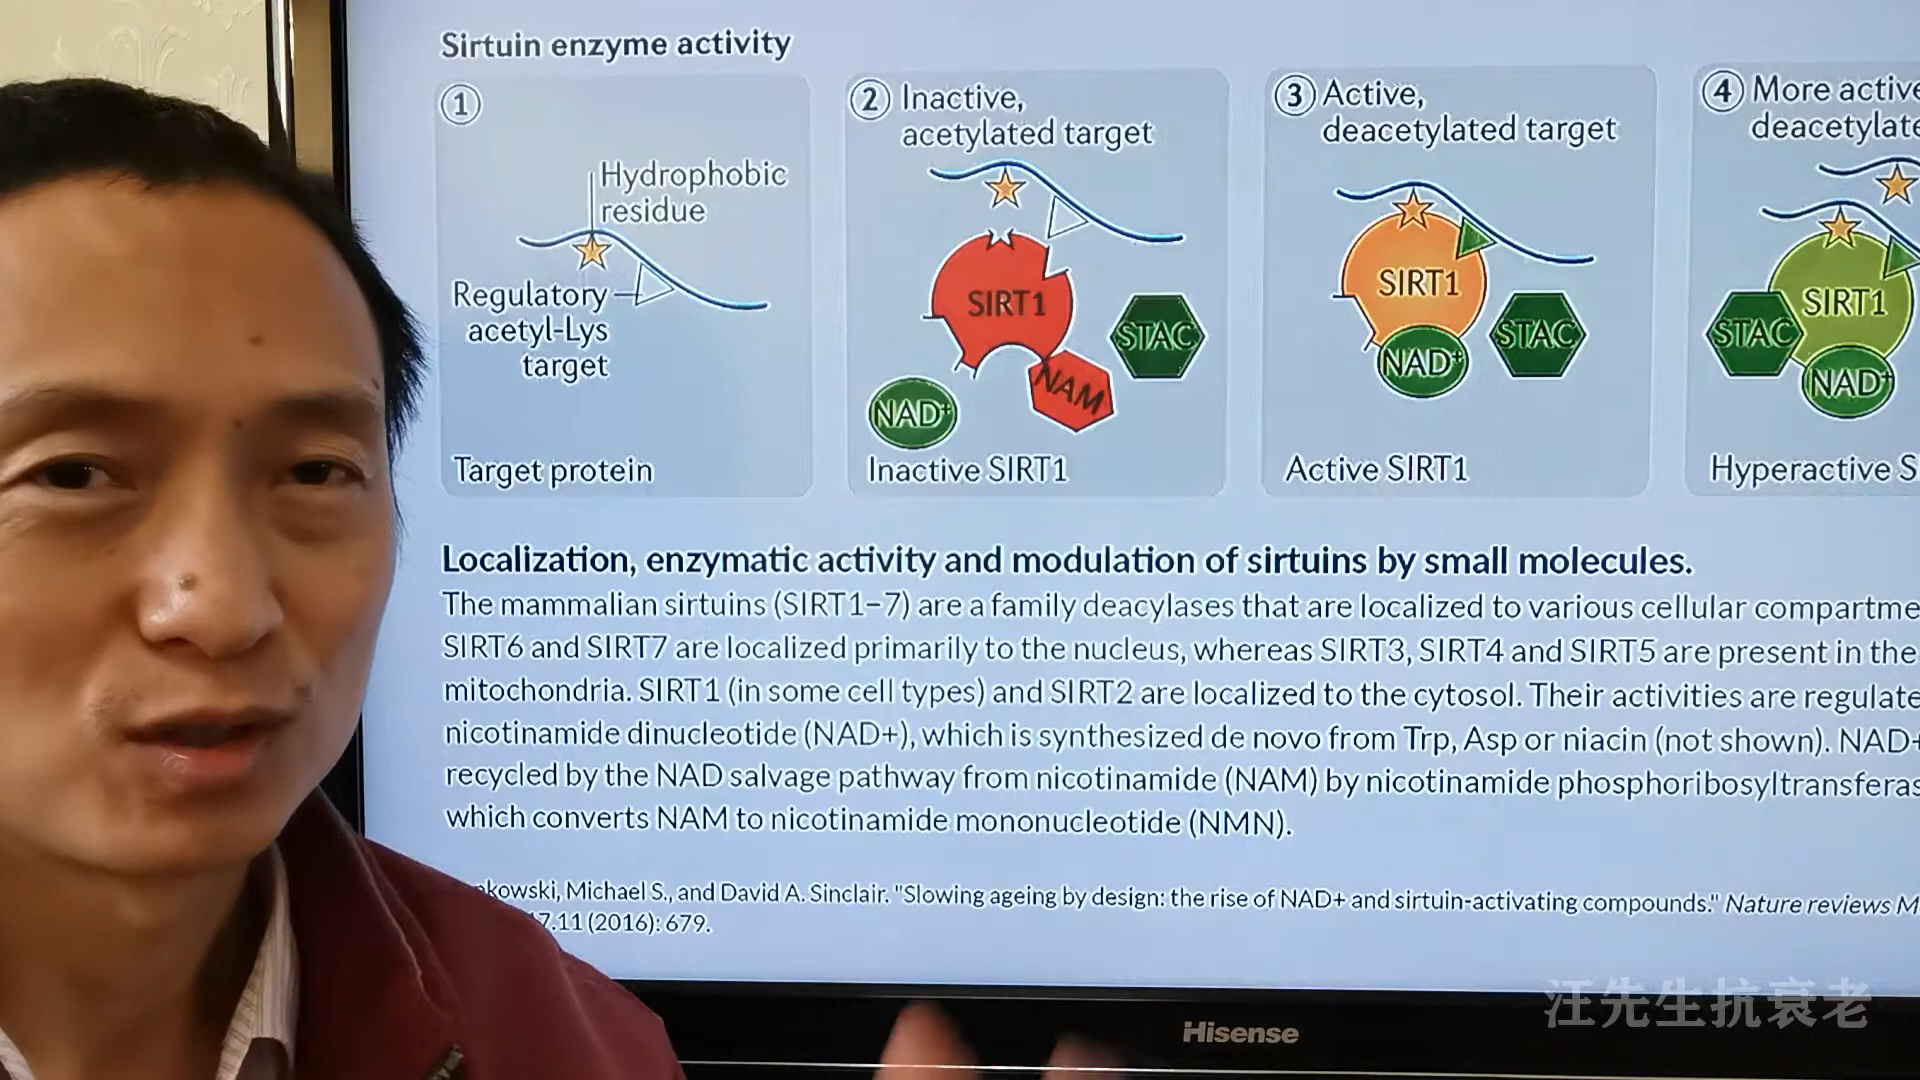 Sirtuin enzyme activity
①
Hydrophobic
residue
Regulatory
acetyl-Lys
target
Target protein
② Inactive,
acetylated target
SIRT1
STAC
NAM
NAD+
Inactive SIRT1
③ Active,
deacetylated target
SIRT1
NAD+
STAC
Active SIRT1
④ More active
SIRT1
STAC
NAD+
Hyperactive S
Localization, enzymatic activity and modulation of sirtuins by small molecules.
The mammalian sirtuins (SIRT1–7) are a family deacylases that are localized to various cellular compartme
SIRT6 and SIRT7 are localized primarily to the nucleus, whereas SIRT3, SIRT4 and SIRT5 are present in the
mitochondria. SIRT1 (in some cell types) and SIRT2 are localized to the cytosol. Their activities are regulate
nicotinamide dinucleotide (NAD+), which is synthesized de novo from Trp, Asp or niacin (not shown). NAD+
recycled by the NAD salvage pathway from nicotinamide (NAM) by nicotinamide phosphoribosyltransferas
which converts NAM to nicotinamide mononucleotide (NMN).
nkowski, Michael S., and David A. Sinclair. "Slowing ageing by design: the rise of NAD+ and sirtuin-activating compounds." Nature reviews M
7.11 (2016): 679.
汪先生抗衰老
Hisense